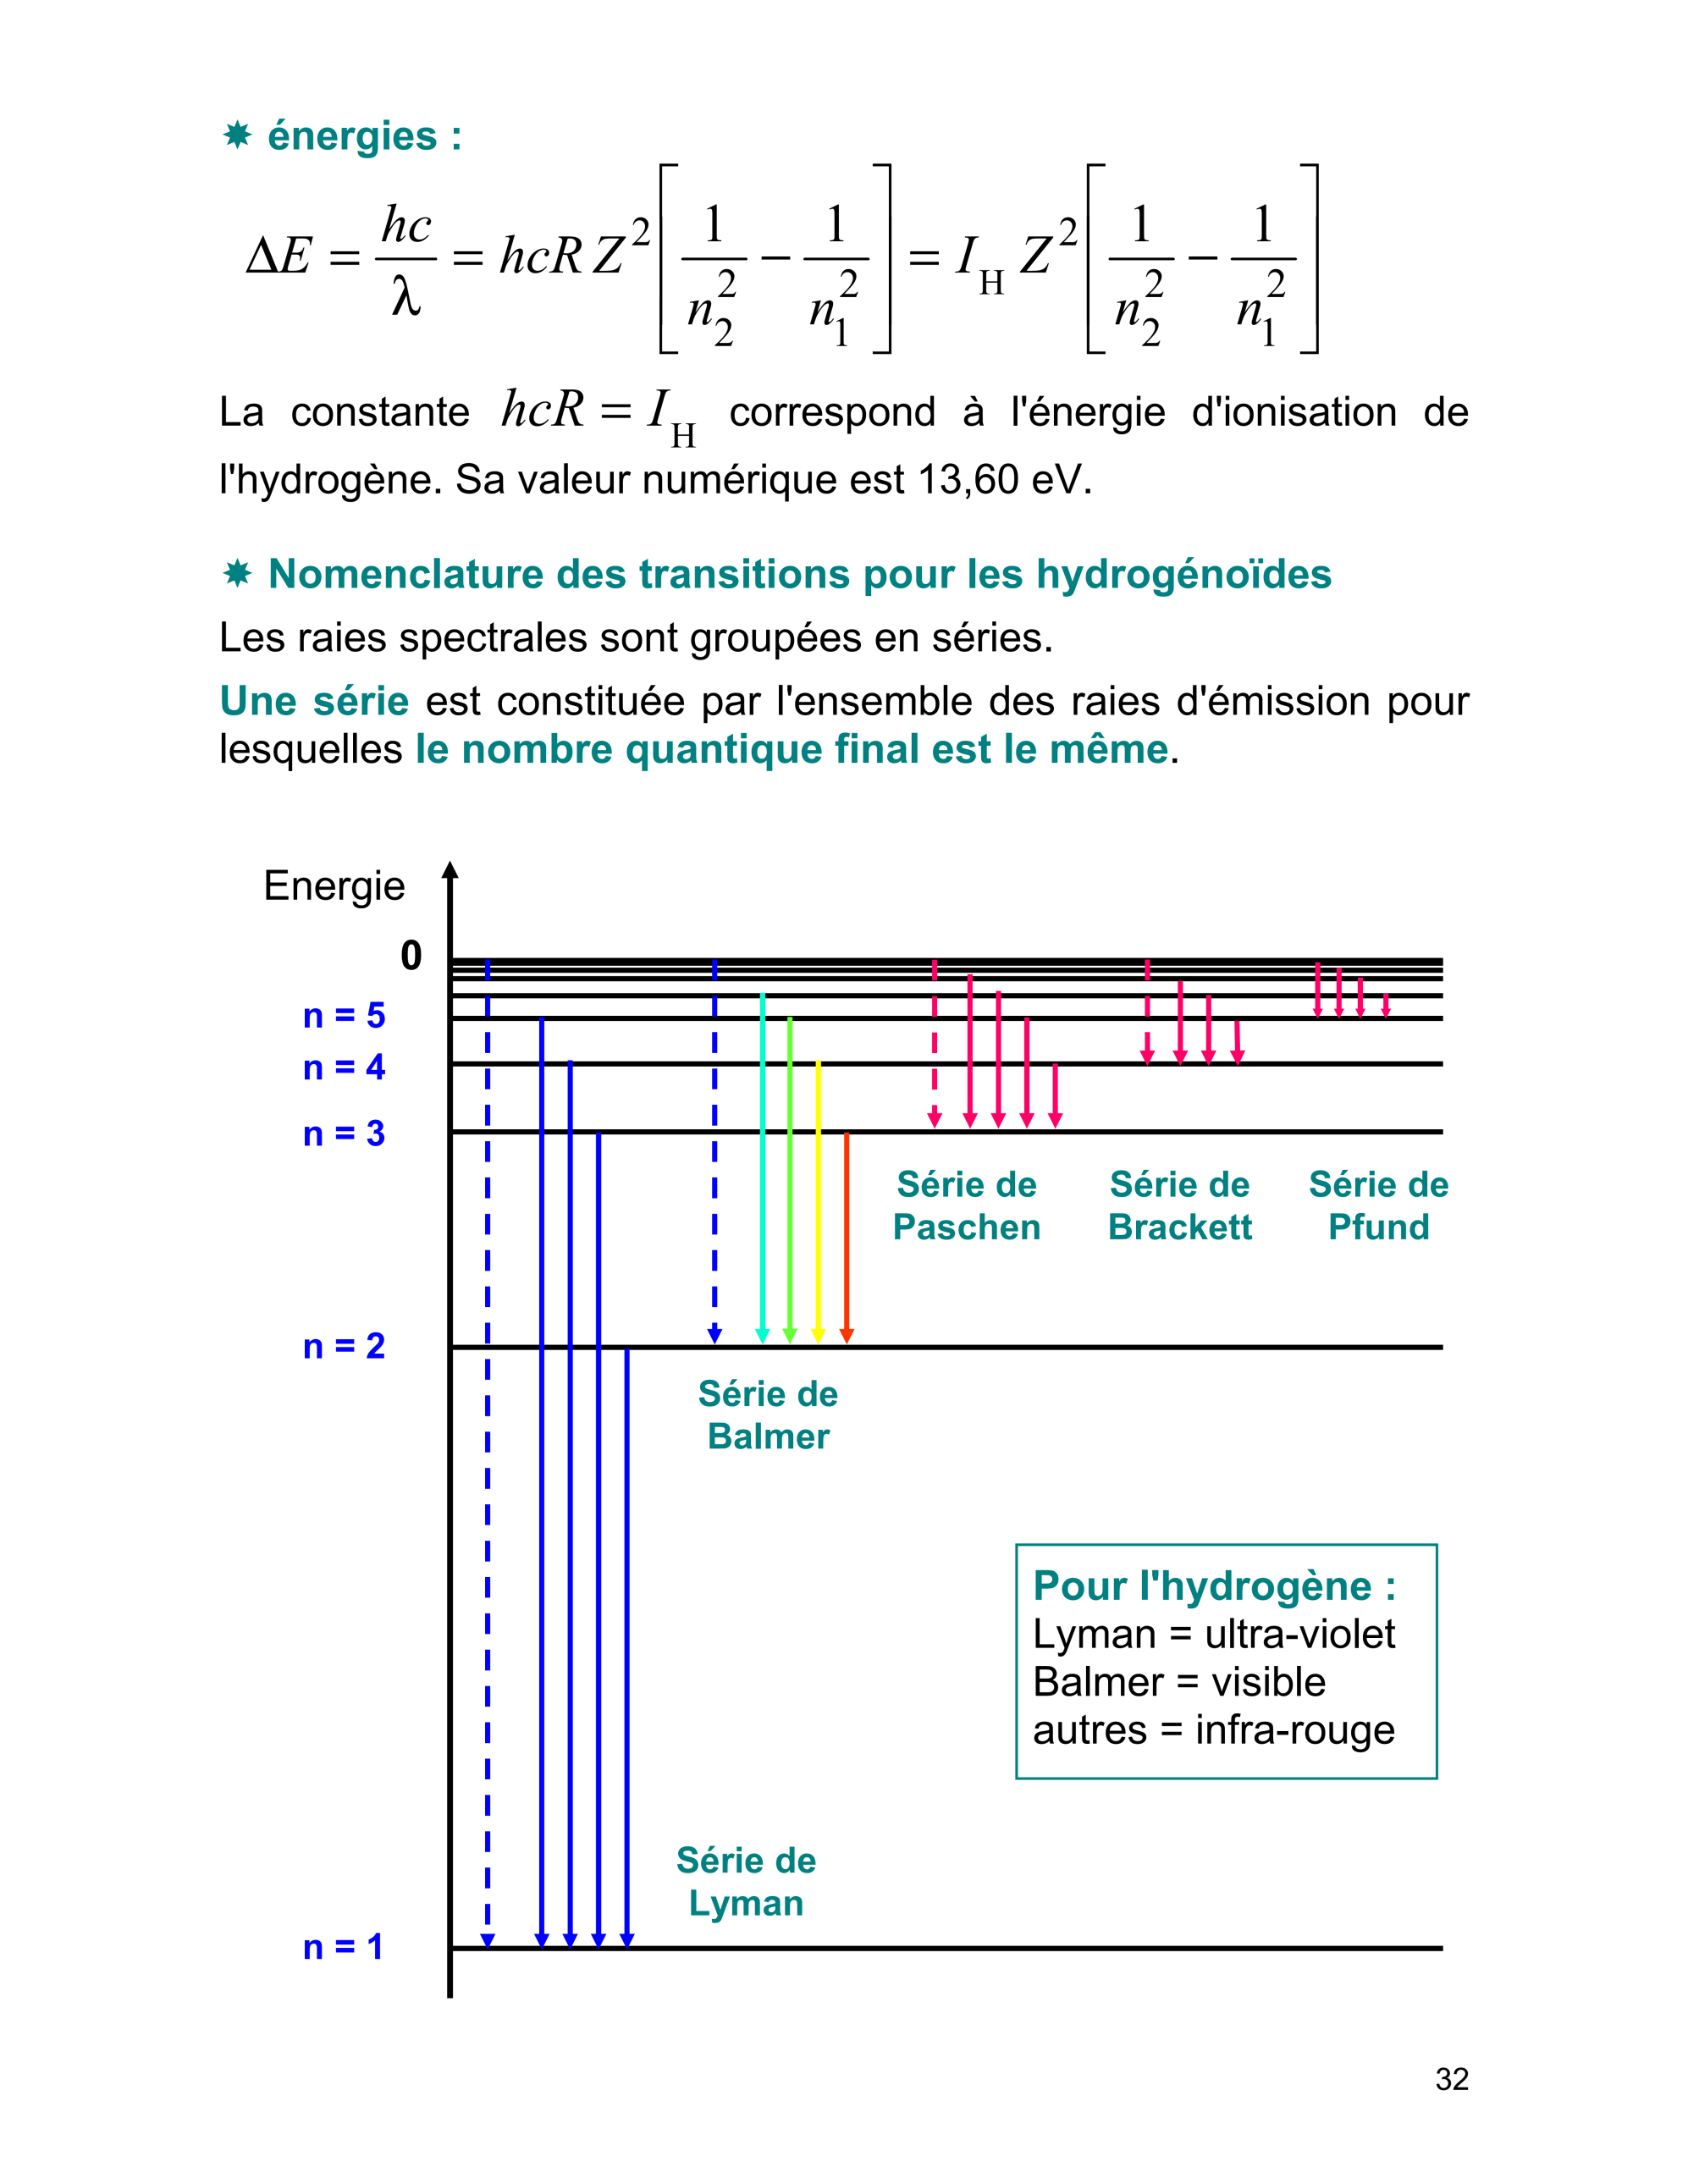 ✸ énergies :
ΔE = hc/λ = hcR Z² [1/n₂² − 1/n₁²] = I_H Z² [1/n₂² − 1/n₁²]
La constante hcR = I_H correspond à l'énergie d'ionisation de
l'hydrogène. Sa valeur numérique est 13,60 eV.
✸ Nomenclature des transitions pour les hydrogénoïdes
Les raies spectrales sont groupées en séries.
Une série est constituée par l'ensemble des raies d'émission pour
lesquelles le nombre quantique final est le même.
Energie
0
n = 5
n = 4
n = 3
Série de
Paschen
Série de
Brackett
Série de
Pfund
n = 2
Série de
Balmer
Pour l'hydrogène :
Lyman = ultra-violet
Balmer = visible
autres = infra-rouge
Série de
Lyman
n = 1
32